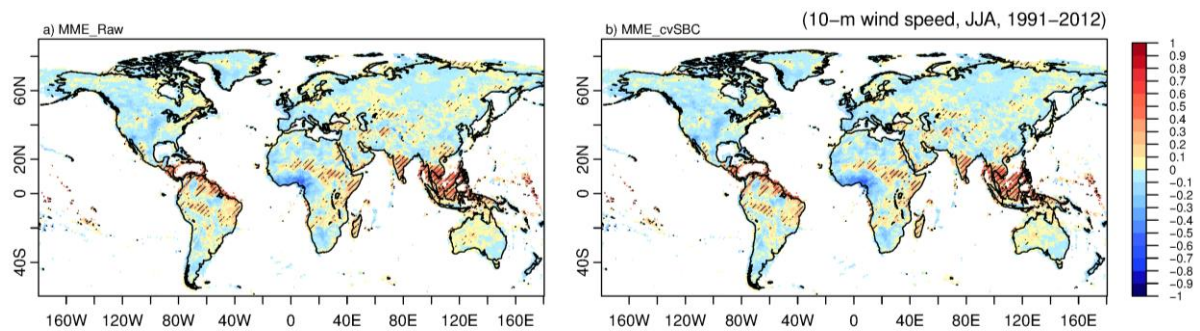 (10−m wind speed, JJA, 1991−2012)
a) MME_Raw
60N
20N
0
40S
160W 120W 80W 40W 0 40E 80E 120E 160E
b) MME_cvSBC
60N
20N
0
40S
160W 120W 80W 40W 0 40E 80E 120E 160E
1
0.9
0.8
0.7
0.6
0.5
0.4
0.3
0.2
0.1
0
−0.1
−0.2
−0.3
−0.4
−0.5
−0.6
−0.7
−0.8
−0.9
−1